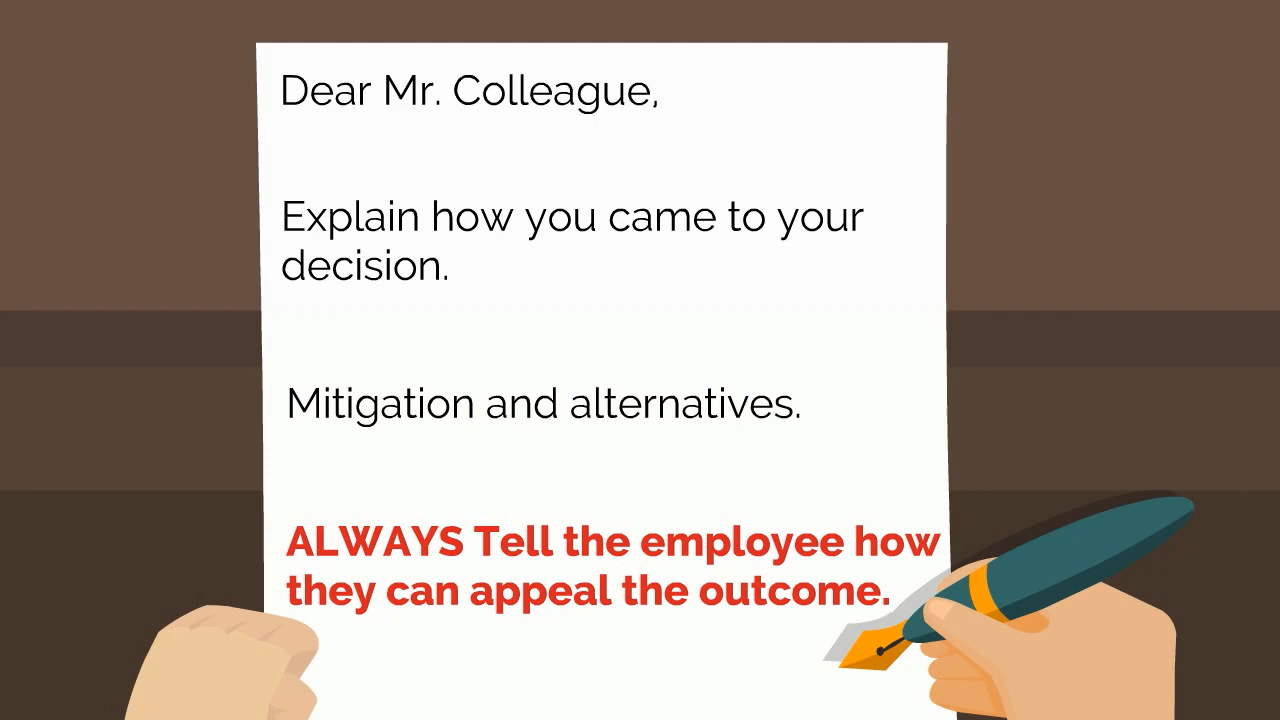 Dear Mr. Colleague,
Explain how you came to your
decision.
Mitigation and alternatives.
ALWAYS Tell the employee how
they can appeal the outcome.